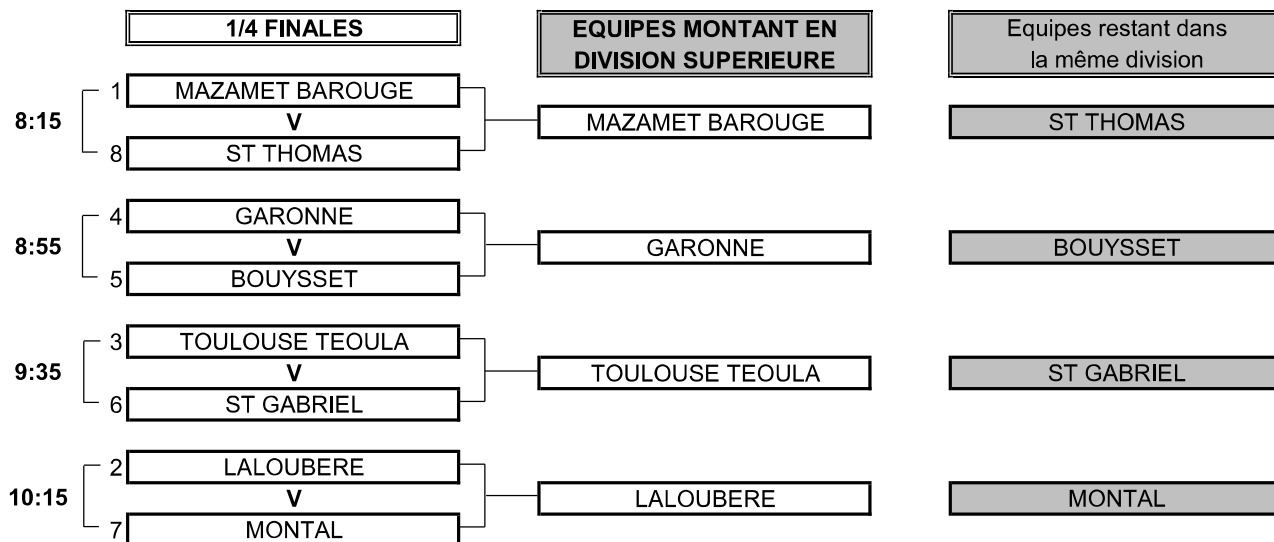 1/4 FINALES
EQUIPES MONTANT EN
DIVISION SUPERIEURE
Equipes restant dans
la même division
8:15
1 MAZAMET BAROUGE
V
8 ST THOMAS
MAZAMET BAROUGE
ST THOMAS
8:55
4 GARONNE
V
5 BOUYSSET
GARONNE
BOUYSSET
9:35
3 TOULOUSE TEOULA
V
6 ST GABRIEL
TOULOUSE TEOULA
ST GABRIEL
10:15
2 LALOUBERE
V
7 MONTAL
LALOUBERE
MONTAL